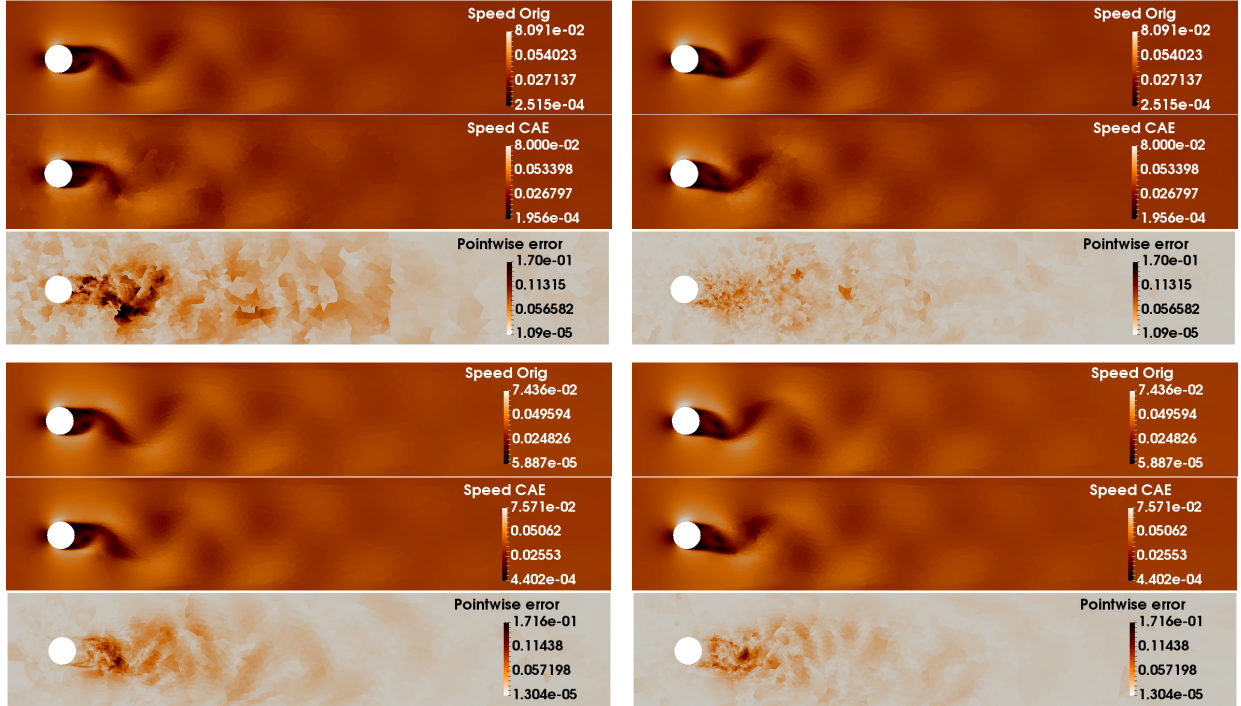 Speed Orig
8.091e-02
0.054023
0.027137
2.515e-04
Speed CAE
8.000e-02
0.053398
0.026797
1.956e-04
Pointwise error
1.70e-01
0.11315
0.056582
1.09e-05
Speed Orig
8.091e-02
0.054023
0.027137
2.515e-04
Speed CAE
8.000e-02
0.053398
0.026797
1.956e-04
Pointwise error
1.70e-01
0.11315
0.056582
1.09e-05
Speed Orig
7.436e-02
0.049594
0.024826
5.887e-05
Speed CAE
7.571e-02
0.05062
0.02553
4.402e-04
Pointwise error
1.716e-01
0.11438
0.057198
1.304e-05
Speed Orig
7.436e-02
0.049594
0.024826
5.887e-05
Speed CAE
7.571e-02
0.05062
0.02553
4.402e-04
Pointwise error
1.716e-01
0.11438
0.057198
1.304e-05